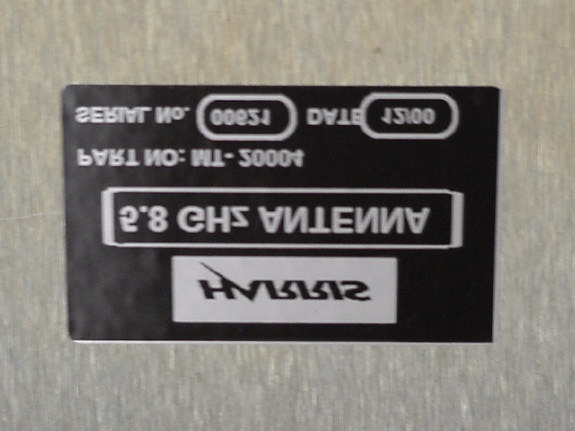 HARRIS
5.8 GHz ANTENNA
PART NO: MT- 20004
SERIAL No. 00621 DATE 12/00